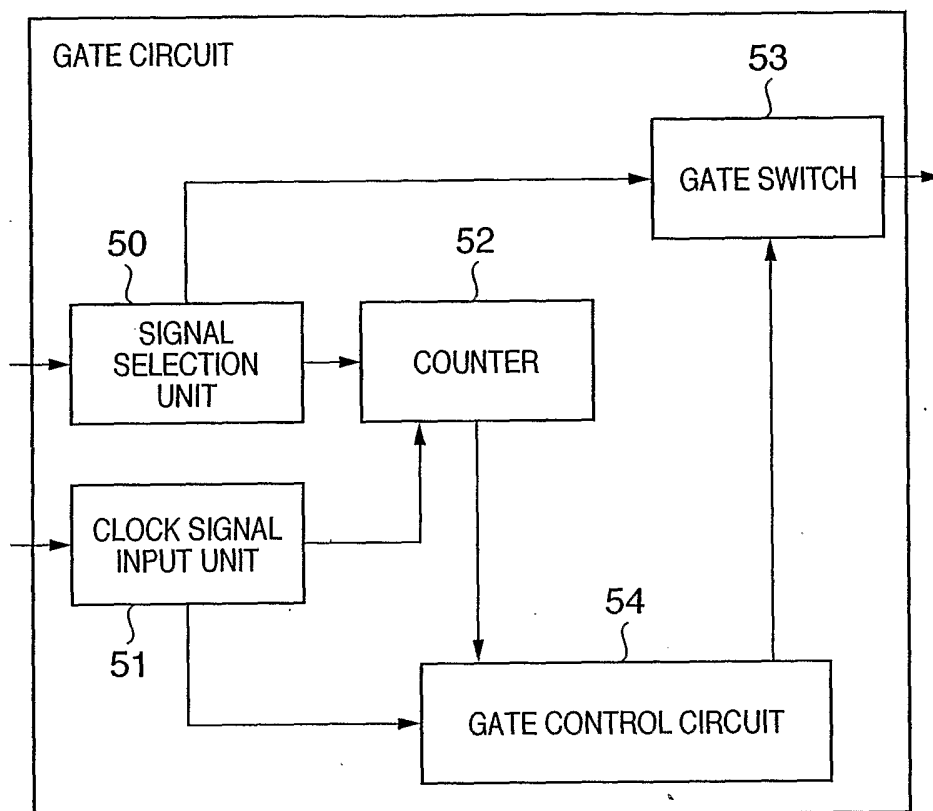 GATE CIRCUIT
53
GATE SWITCH
50
52
SIGNAL
SELECTION
UNIT
COUNTER
CLOCK SIGNAL
INPUT UNIT
51
54
GATE CONTROL CIRCUIT